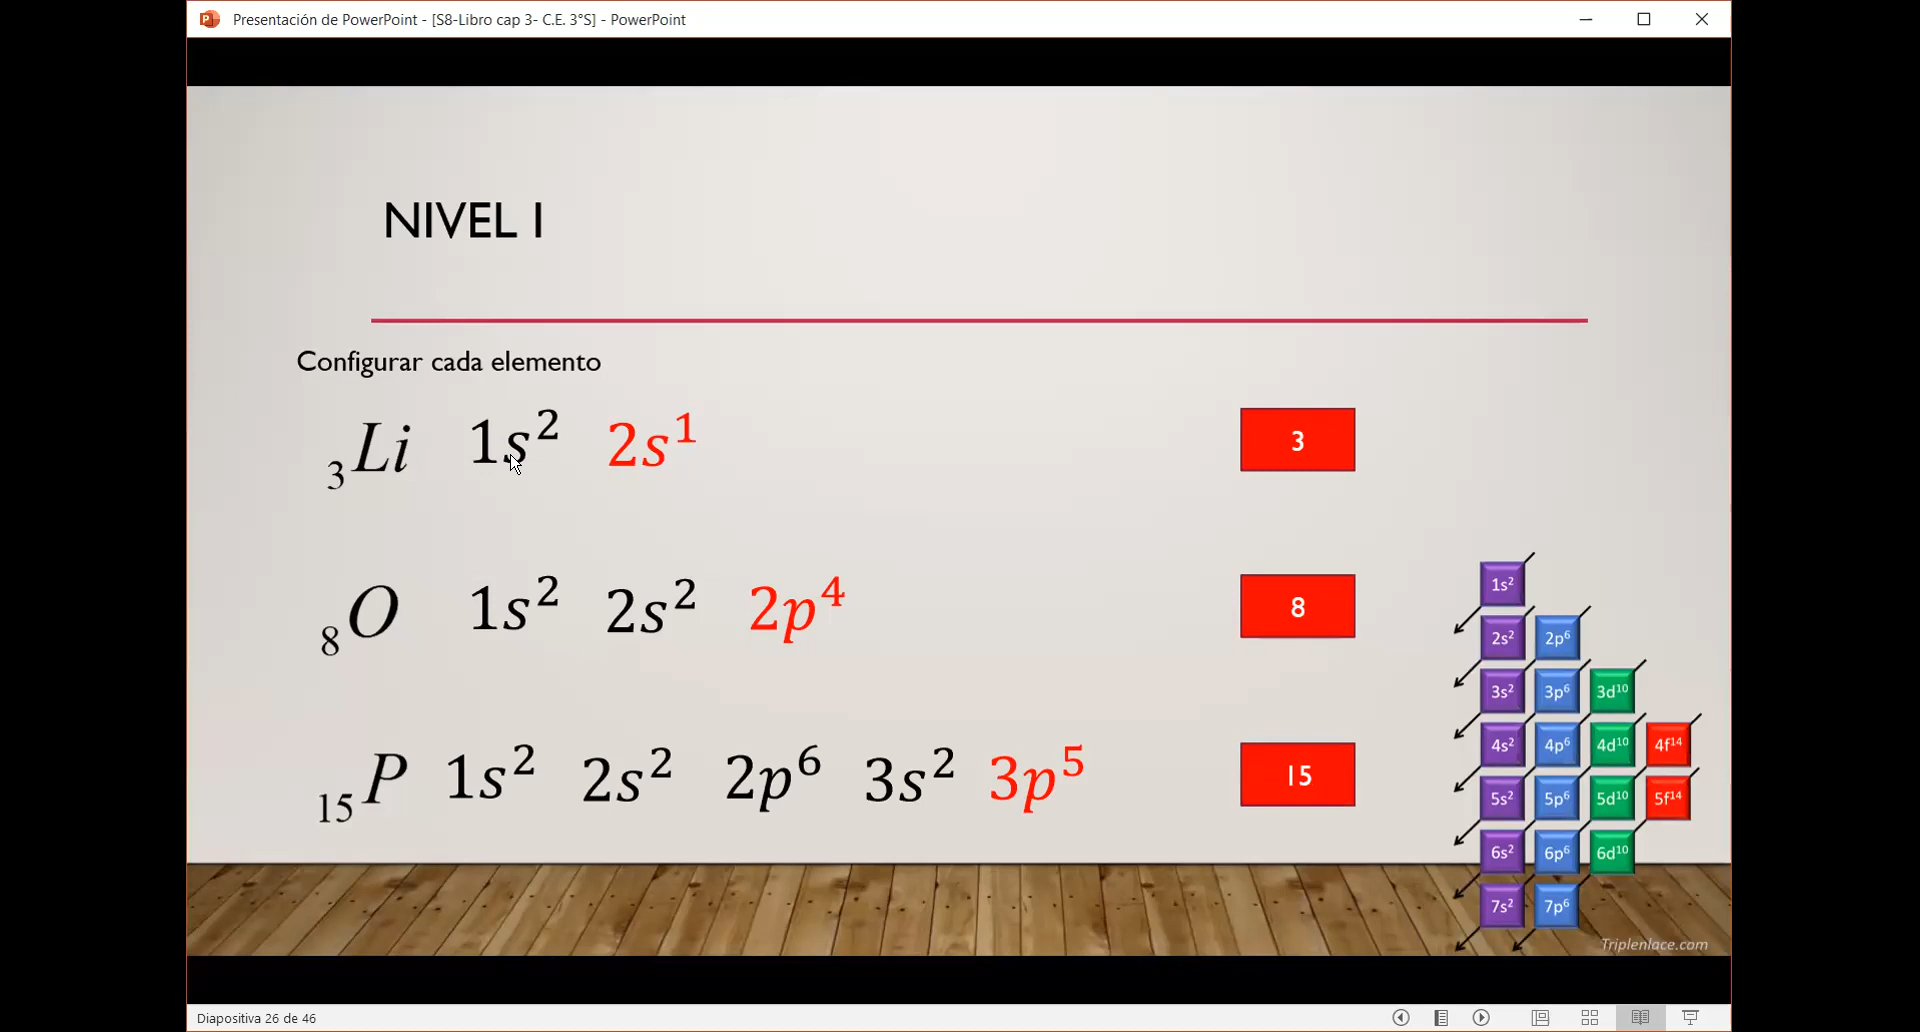 Presentación de PowerPoint - [S8-Libro cap 3- C.E. 3°S] - PowerPoint
NIVEL I
Configurar cada elemento
₃Li 1s² 2s¹ 3
₈O 1s² 2s² 2p⁴ 8
₁₅P 1s² 2s² 2p⁶ 3s² 3p⁵ 15
1s²
2s² 2p⁶
3s² 3p⁶ 3d¹⁰
4s² 4p⁶ 4d¹⁰ 4f¹⁴
5s² 5p⁶ 5d¹⁰ 5f¹⁴
6s² 6p⁶ 6d¹⁰
7s² 7p⁶
Triplenlace.com
Diapositiva 26 de 46